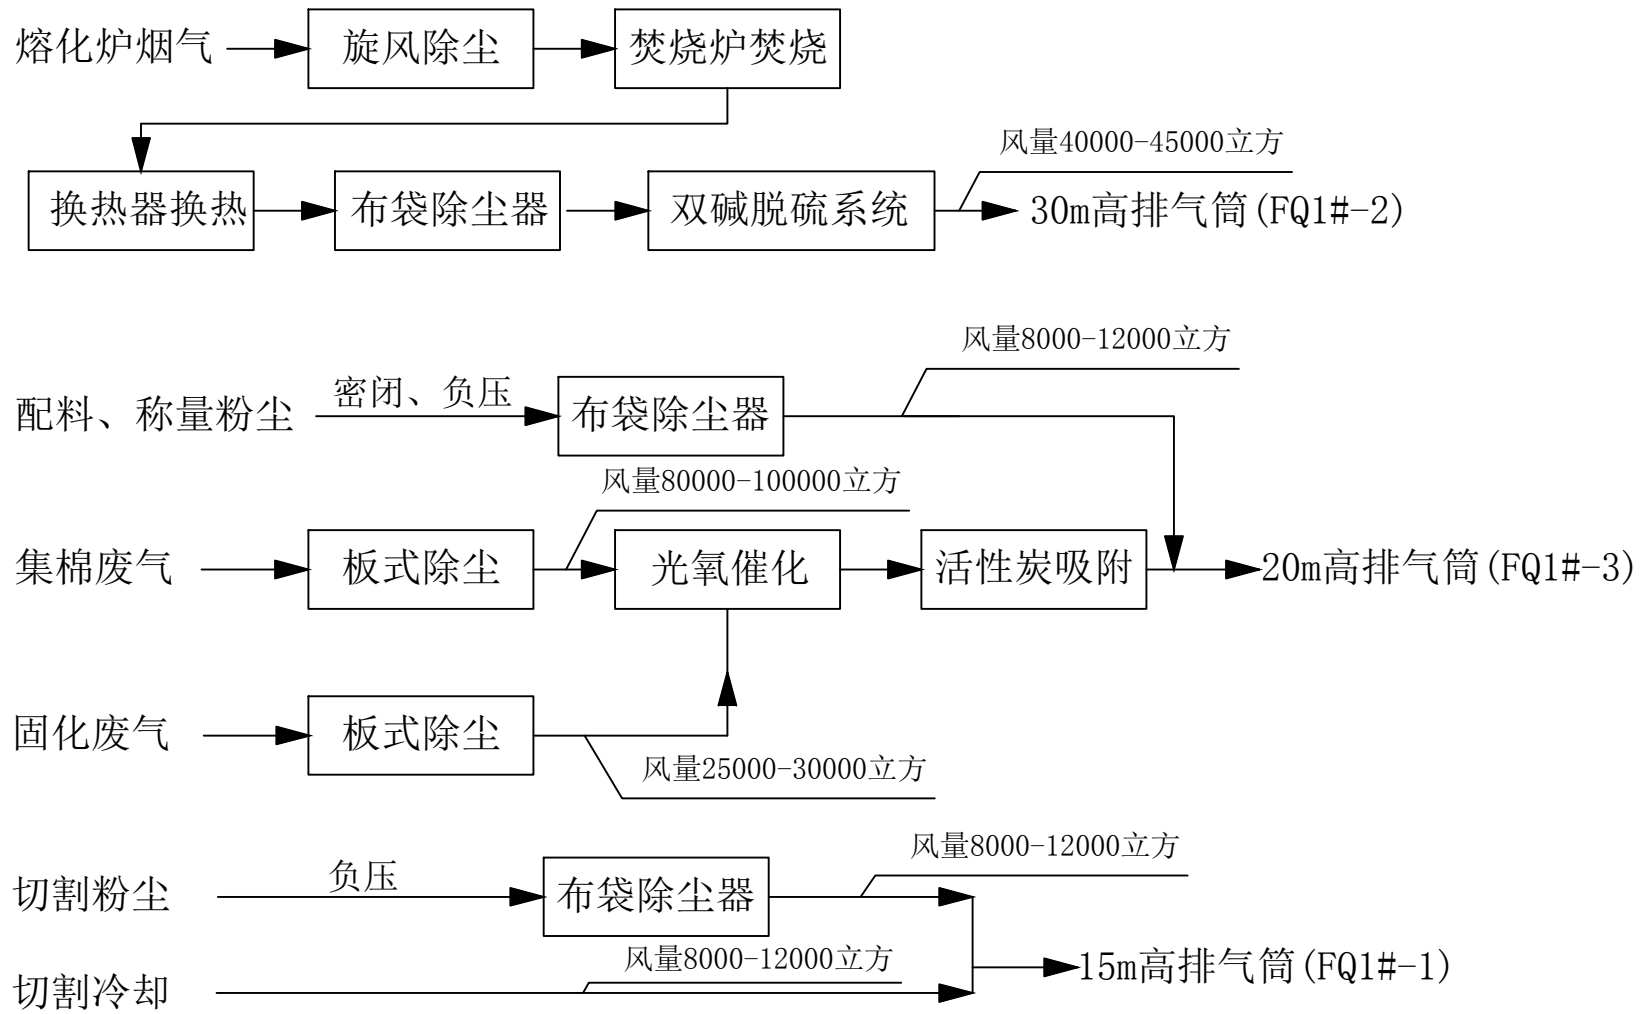 熔化炉烟气
旋风除尘
焚烧炉焚烧
风量40000-45000立方
换热器换热
布袋除尘器
双碱脱硫系统
30m高排气筒(FQ1#-2)
风量8000-12000立方
密闭、负压
配料、称量粉尘
布袋除尘器
风量80000-100000立方
集棉废气
板式除尘
光氧催化
活性炭吸附
20m高排气筒(FQ1#-3)
固化废气
板式除尘
风量25000-30000立方
风量8000-12000立方
负压
切割粉尘
布袋除尘器
风量8000-12000立方
15m高排气筒(FQ1#-1)
切割冷却